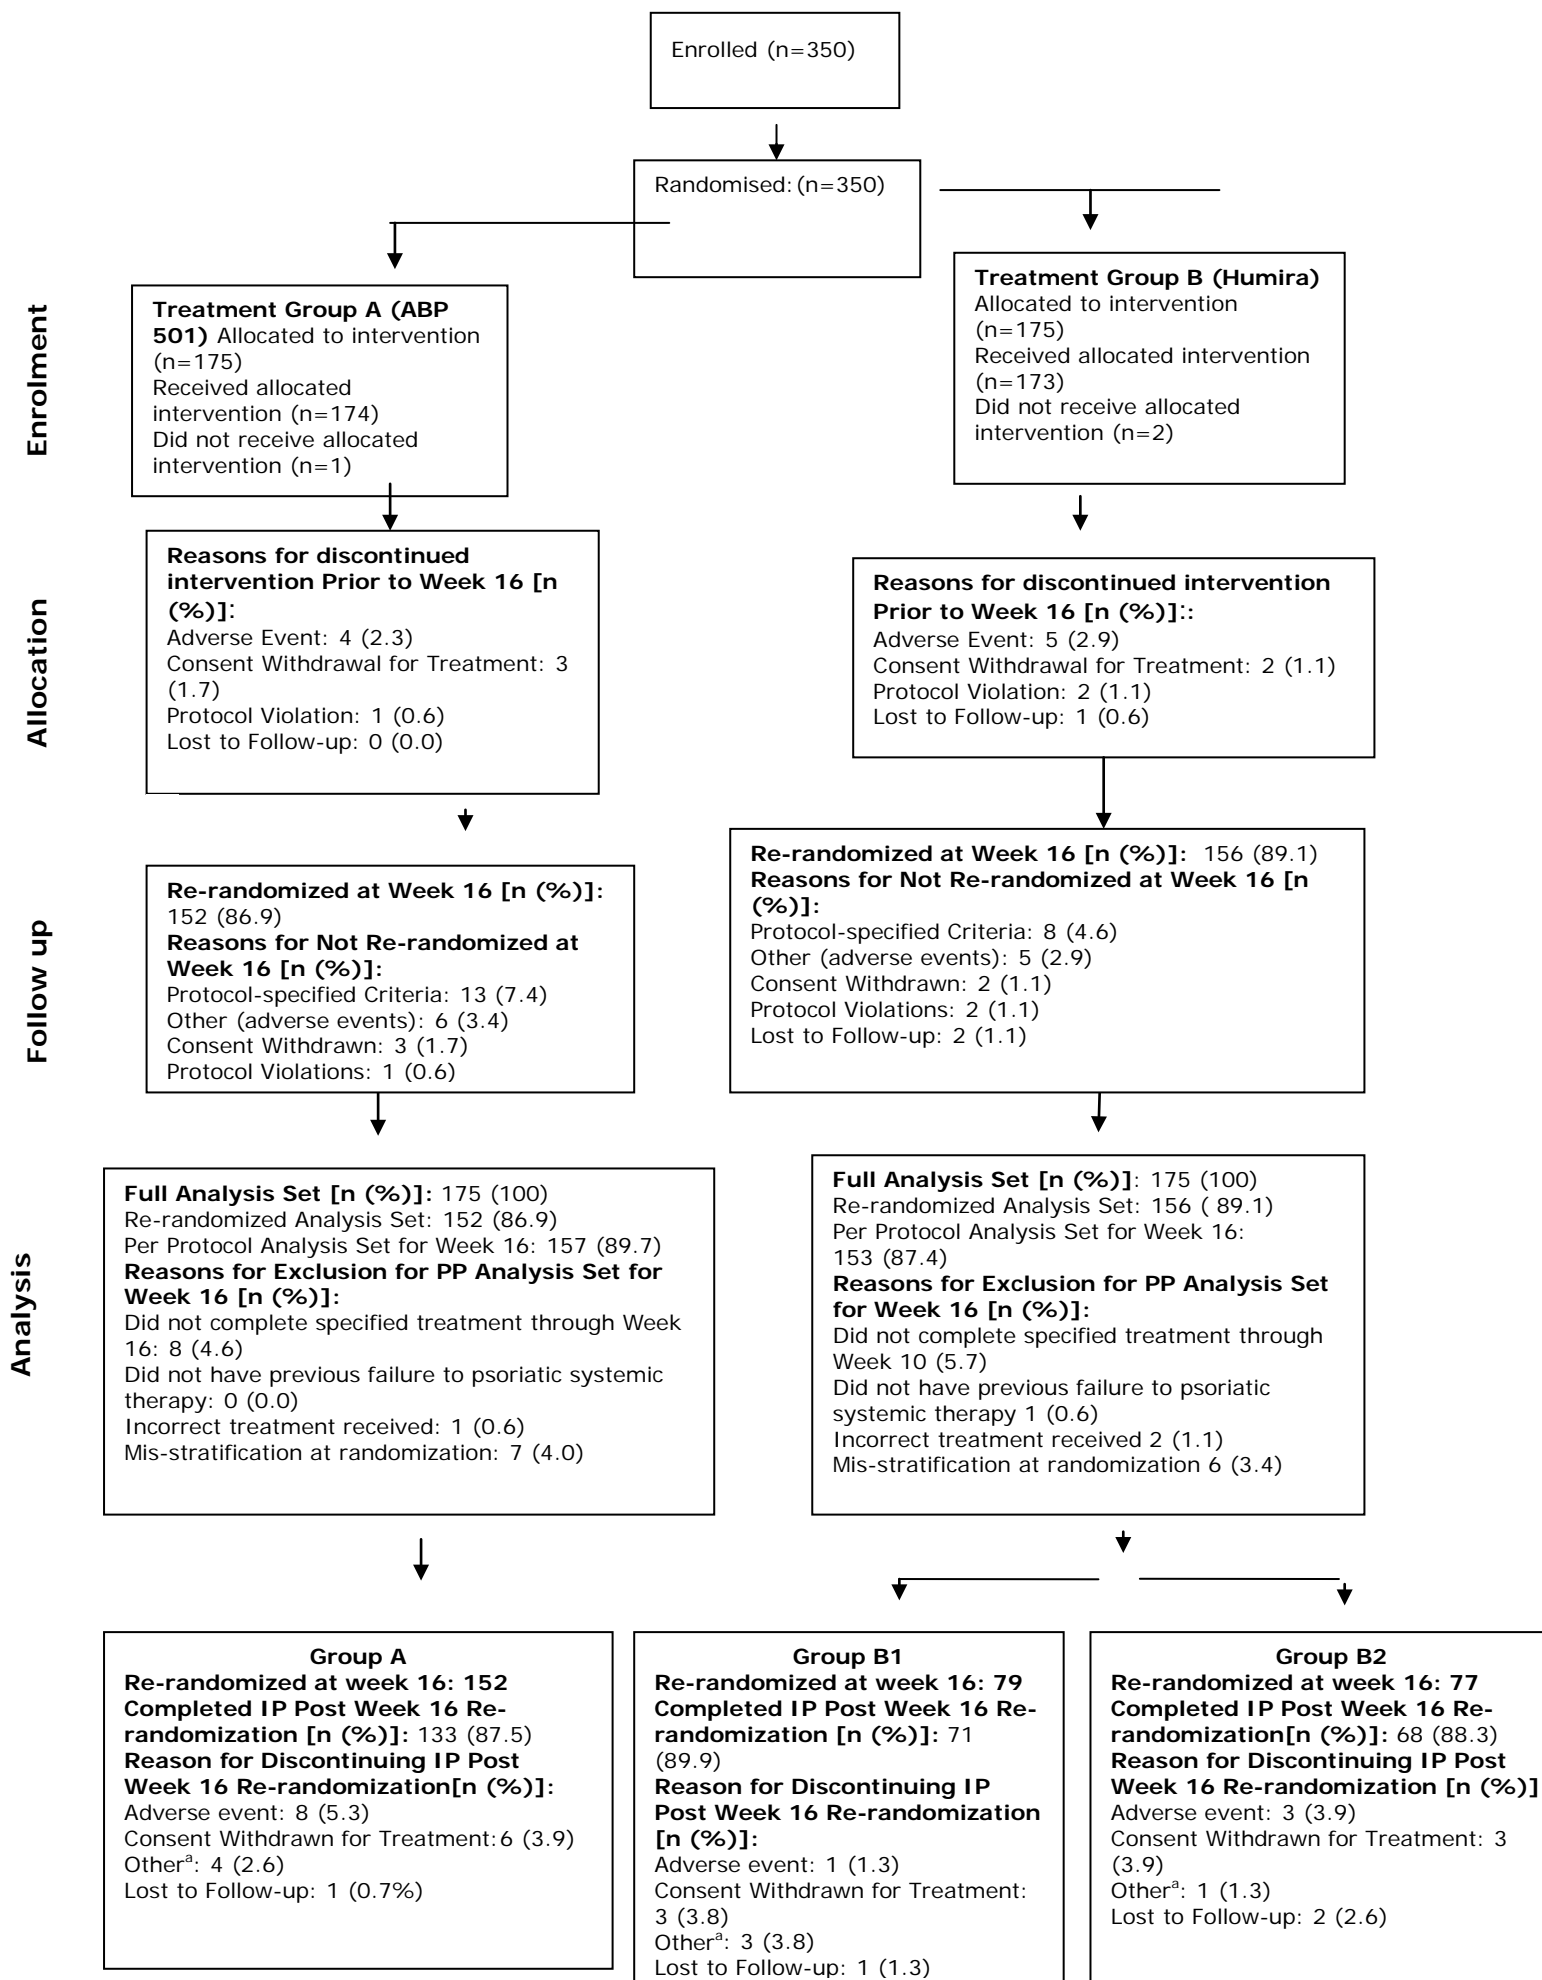 Enrolled (n=350)
Randomised: (n=350)
Enrolment
Treatment Group A (ABP
501) Allocated to intervention
(n=175)
Received allocated
intervention (n=174)
Did not receive allocated
intervention (n=1)
Treatment Group B (Humira)
Allocated to intervention
(n=175)
Received allocated intervention
(n=173)
Did not receive allocated
intervention (n=2)
Allocation
Reasons for discontinued
intervention Prior to Week 16 [n
(%)]:
Adverse Event: 4 (2.3)
Consent Withdrawal for Treatment: 3
(1.7)
Protocol Violation: 1 (0.6)
Lost to Follow-up: 0 (0.0)
Reasons for discontinued intervention
Prior to Week 16 [n (%)]::
Adverse Event: 5 (2.9)
Consent Withdrawal for Treatment: 2 (1.1)
Protocol Violation: 2 (1.1)
Lost to Follow-up: 1 (0.6)
Follow up
Re-randomized at Week 16 [n (%)]:
152 (86.9)
Reasons for Not Re-randomized at
Week 16 [n (%)]:
Protocol-specified Criteria: 13 (7.4)
Other (adverse events): 6 (3.4)
Consent Withdrawn: 3 (1.7)
Protocol Violations: 1 (0.6)
Re-randomized at Week 16 [n (%)]: 156 (89.1)
Reasons for Not Re-randomized at Week 16 [n
(%)]:
Protocol-specified Criteria: 8 (4.6)
Other (adverse events): 5 (2.9)
Consent Withdrawn: 2 (1.1)
Protocol Violations: 2 (1.1)
Lost to Follow-up: 2 (1.1)
Analysis
Full Analysis Set [n (%)]: 175 (100)
Re-randomized Analysis Set: 152 (86.9)
Per Protocol Analysis Set for Week 16: 157 (89.7)
Reasons for Exclusion for PP Analysis Set for
Week 16 [n (%)]:
Did not complete specified treatment through Week
16: 8 (4.6)
Did not have previous failure to psoriatic systemic
therapy: 0 (0.0)
Incorrect treatment received: 1 (0.6)
Mis-stratification at randomization: 7 (4.0)
Full Analysis Set [n (%)]: 175 (100)
Re-randomized Analysis Set: 156 ( 89.1)
Per Protocol Analysis Set for Week 16:
153 (87.4)
Reasons for Exclusion for PP Analysis Set
for Week 16 [n (%)]:
Did not complete specified treatment through
Week 10 (5.7)
Did not have previous failure to psoriatic
systemic therapy 1 (0.6)
Incorrect treatment received 2 (1.1)
Mis-stratification at randomization 6 (3.4)
Group A
Re-randomized at week 16: 152
Completed IP Post Week 16 Re-
randomization [n (%)]: 133 (87.5)
Reason for Discontinuing IP Post
Week 16 Re-randomization[n (%)]:
Adverse event: 8 (5.3)
Consent Withdrawn for Treatment: 6 (3.9)
Otherᵃ: 4 (2.6)
Lost to Follow-up: 1 (0.7%)
Group B1
Re-randomized at week 16: 79
Completed IP Post Week 16 Re-
randomization [n (%)]: 71
(89.9)
Reason for Discontinuing IP
Post Week 16 Re-randomization
[n (%)]:
Adverse event: 1 (1.3)
Consent Withdrawn for Treatment:
3 (3.8)
Otherᵃ: 3 (3.8)
Lost to Follow-up: 1 (1.3)
Group B2
Re-randomized at week 16: 77
Completed IP Post Week 16 Re-
randomization[n (%)]: 68 (88.3)
Reason for Discontinuing IP Post
Week 16 Re-randomization [n (%)]
Adverse event: 3 (3.9)
Consent Withdrawn for Treatment: 3
(3.9)
Otherᵃ: 1 (1.3)
Lost to Follow-up: 2 (2.6)